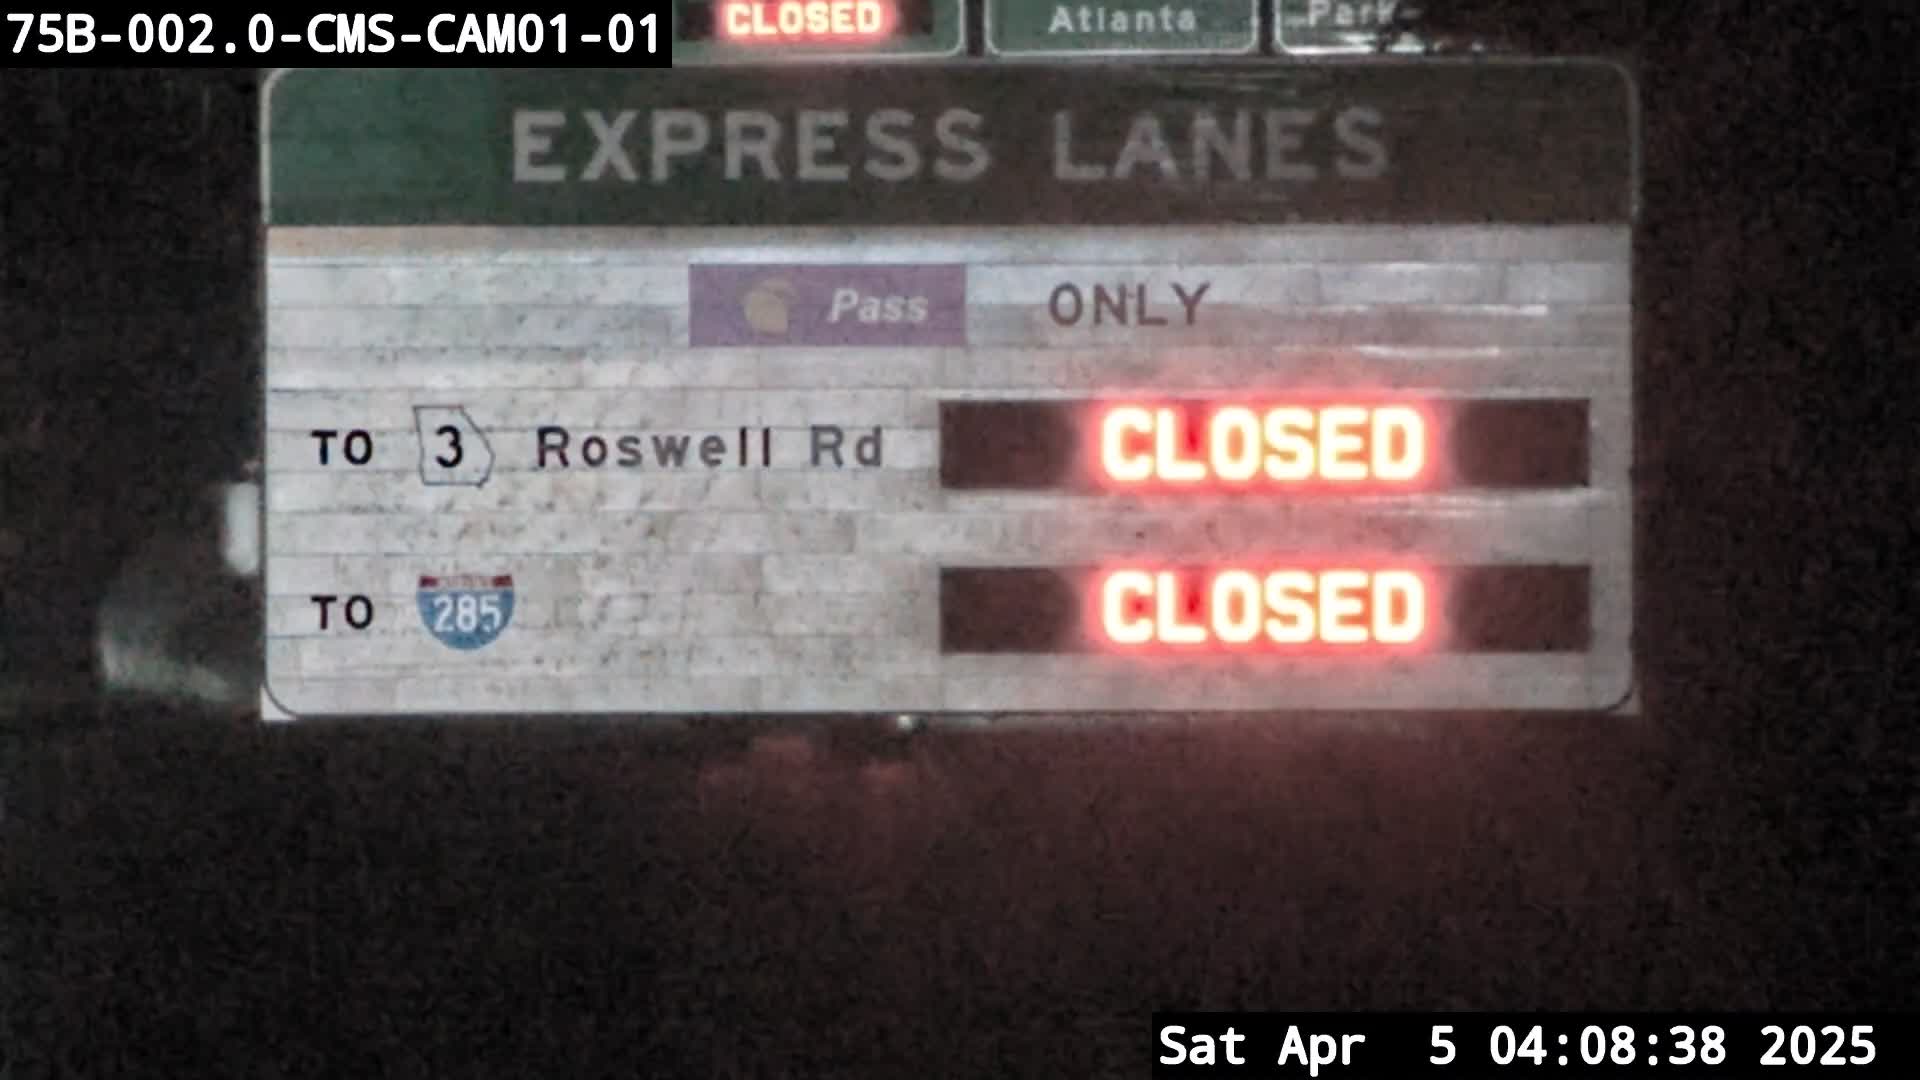 75B-002.0-CMS-CAM01-01
CLOSED
Atlanta
Park
EXPRESS LANES
Pass ONLY
TO 3 Roswell Rd CLOSED
TO 285 CLOSED
Sat Apr 5 04:08:38 2025